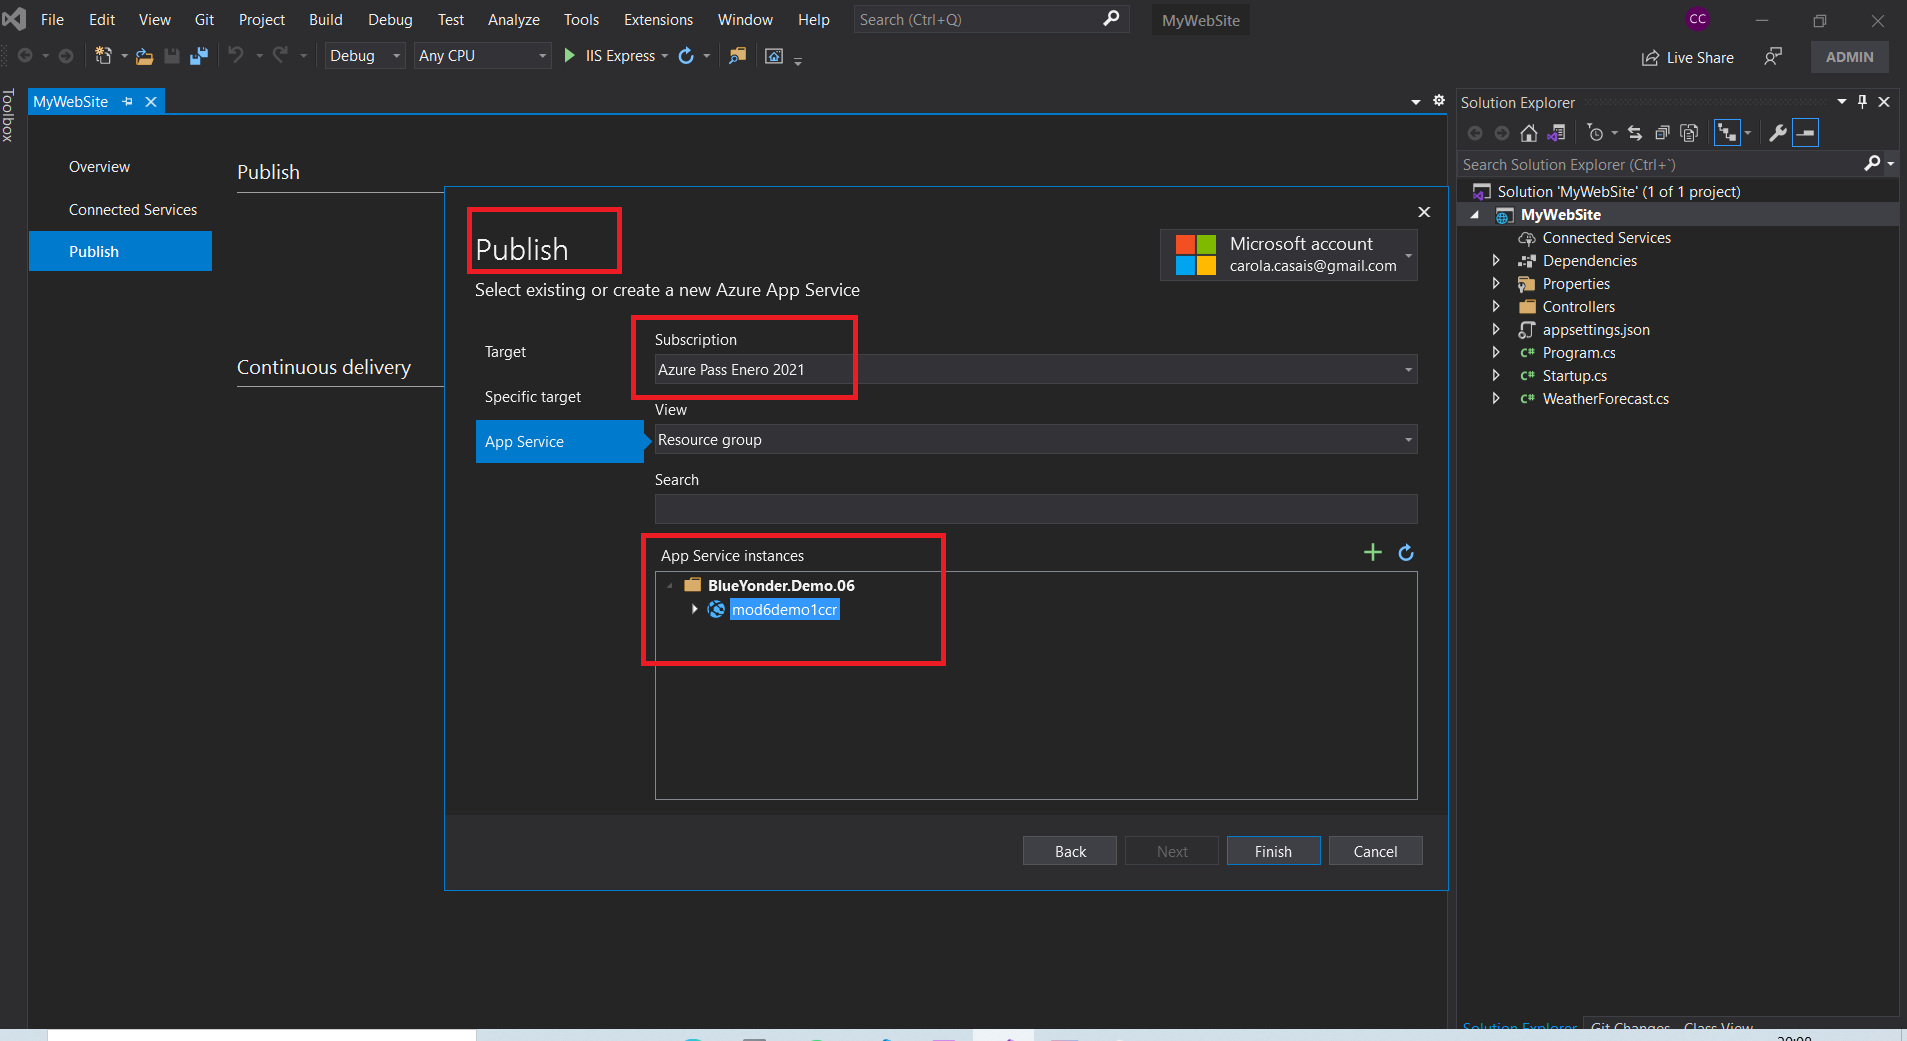 File Edit View Git Project Build Debug Test Analyze Tools Extensions Window Help Search (Ctrl+Q) MyWebSite CC
Debug Any CPU IIS Express Live Share ADMIN
Toolbox
MyWebSite
Overview
Connected Services
Publish
Publish
Continuous delivery
Publish
Microsoft account
carola.casais@gmail.com
Select existing or create a new Azure App Service
Target
Specific target
App Service
Subscription
Azure Pass Enero 2021
View
Resource group
Search
App Service instances
BlueYonder.Demo.06
mod6demo1ccr
Back Next Finish Cancel
Solution Explorer
Search Solution Explorer (Ctrl+`)
Solution 'MyWebSite' (1 of 1 project)
MyWebSite
Connected Services
Dependencies
Properties
Controllers
appsettings.json
C# Program.cs
C# Startup.cs
C# WeatherForecast.cs
Solution Explorer Git Changes Class View